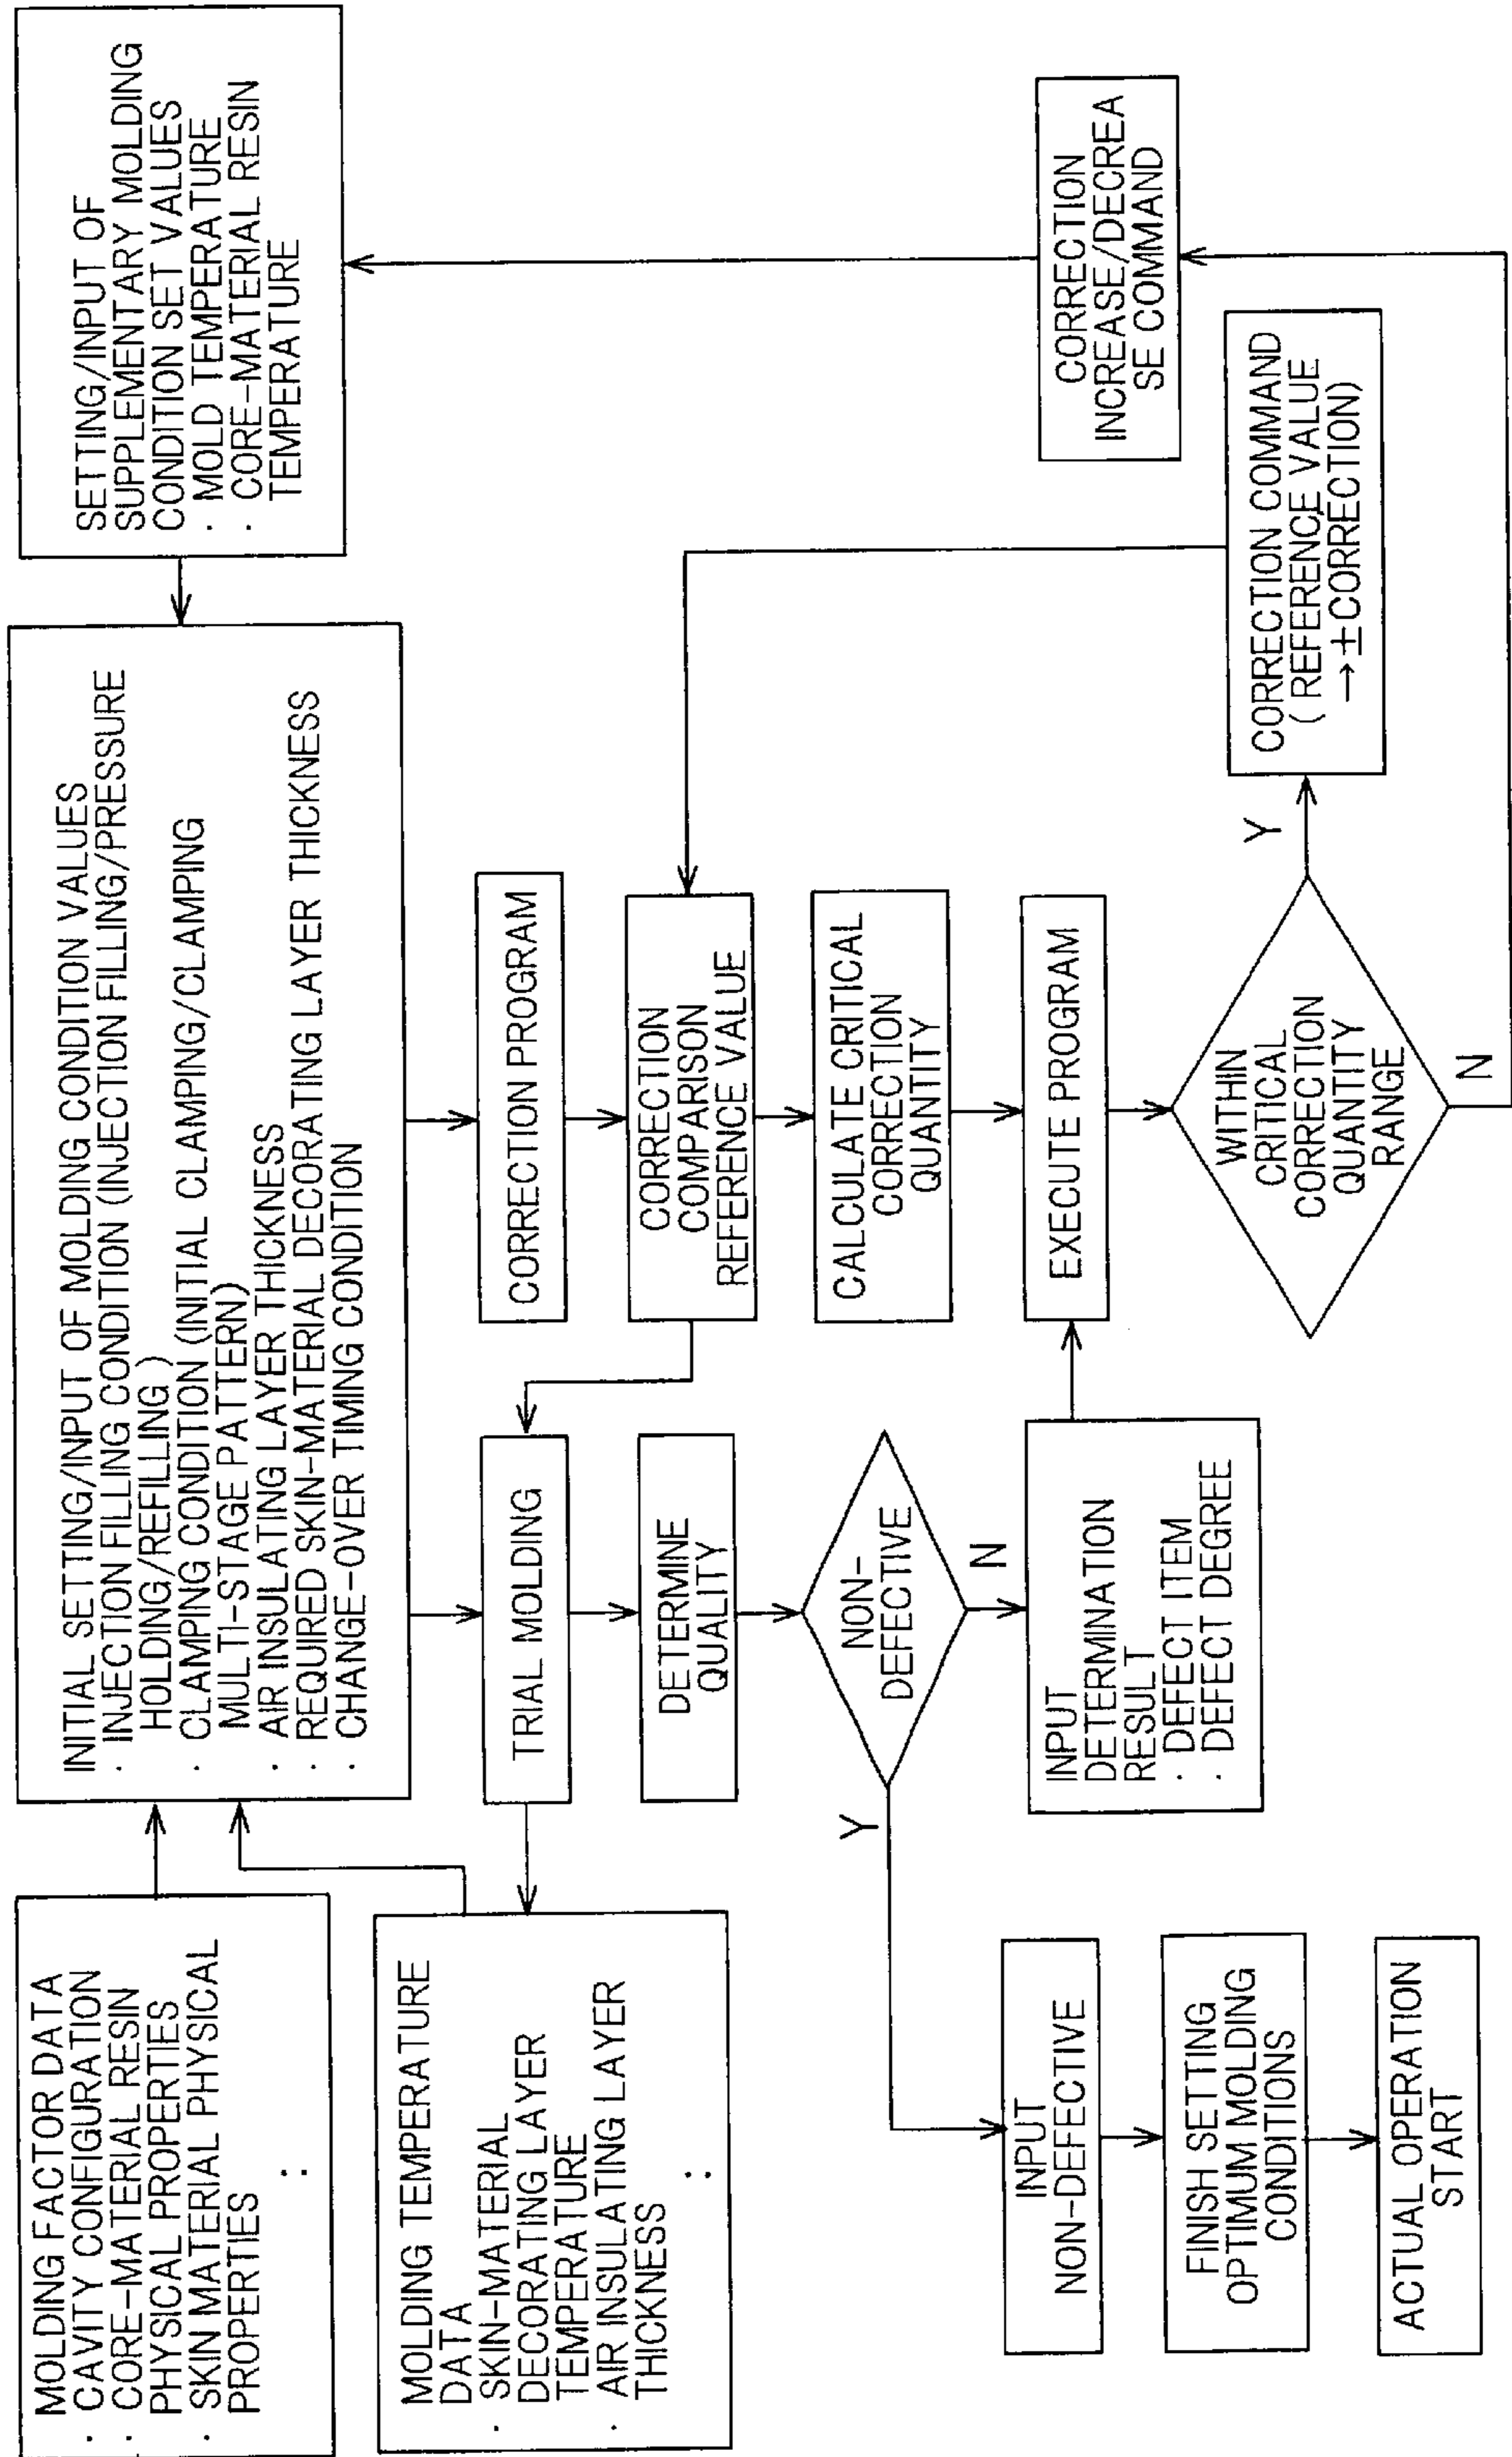 MOLDING FACTOR DATA
· CAVITY CONFIGURATION
· CORE-MATERIAL RESIN
PHYSICAL PROPERTIES
· SKIN MATERIAL PHYSICAL
PROPERTIES
:
MOLDING TEMPERATURE
DATA
· SKIN-MATERIAL
DECORATING LAYER
TEMPERATURE
· AIR INSULATING LAYER
THICKNESS
:
INITIAL SETTING/INPUT OF MOLDING CONDITION VALUES
· INJECTION FILLING CONDITION (INJECTION FILLING/PRESSURE
HOLDING/REFILLING )
· CLAMPING CONDITION (INITIAL CLAMPING/CLAMPING
MULTI-STAGE PATTERN)
· AIR INSULATING LAYER THICKNESS
· REQUIRED SKIN-MATERIAL DECORATING LAYER THICKNESS
· CHANGE-OVER TIMING CONDITION
SETTING/INPUT OF
SUPPLEMENTARY MOLDING
CONDITION SET VALUES
· MOLD TEMPERATURE
· CORE-MATERIAL RESIN
TEMPERATURE
TRIAL MOLDING
DETERMINE
QUALITY
NON-
DEFECTIVE
Y
N
INPUT
NON-DEFECTIVE
FINISH SETTING
OPTIMUM MOLDING
CONDITIONS
ACTUAL OPERATION
START
INPUT
DETERMINATION
RESULT
· DEFECT ITEM
· DEFECT DEGREE
CORRECTION PROGRAM
CORRECTION
COMPARISON
REFERENCE VALUE
CALCULATE CRITICAL
CORRECTION
QUANTITY
EXECUTE PROGRAM
WITHIN
CRITICAL
CORRECTION
QUANTITY
RANGE
Y
N
CORRECTION COMMAND
( REFERENCE VALUE
→±CORRECTION)
CORRECTION
INCREASE/DECREA
SE COMMAND